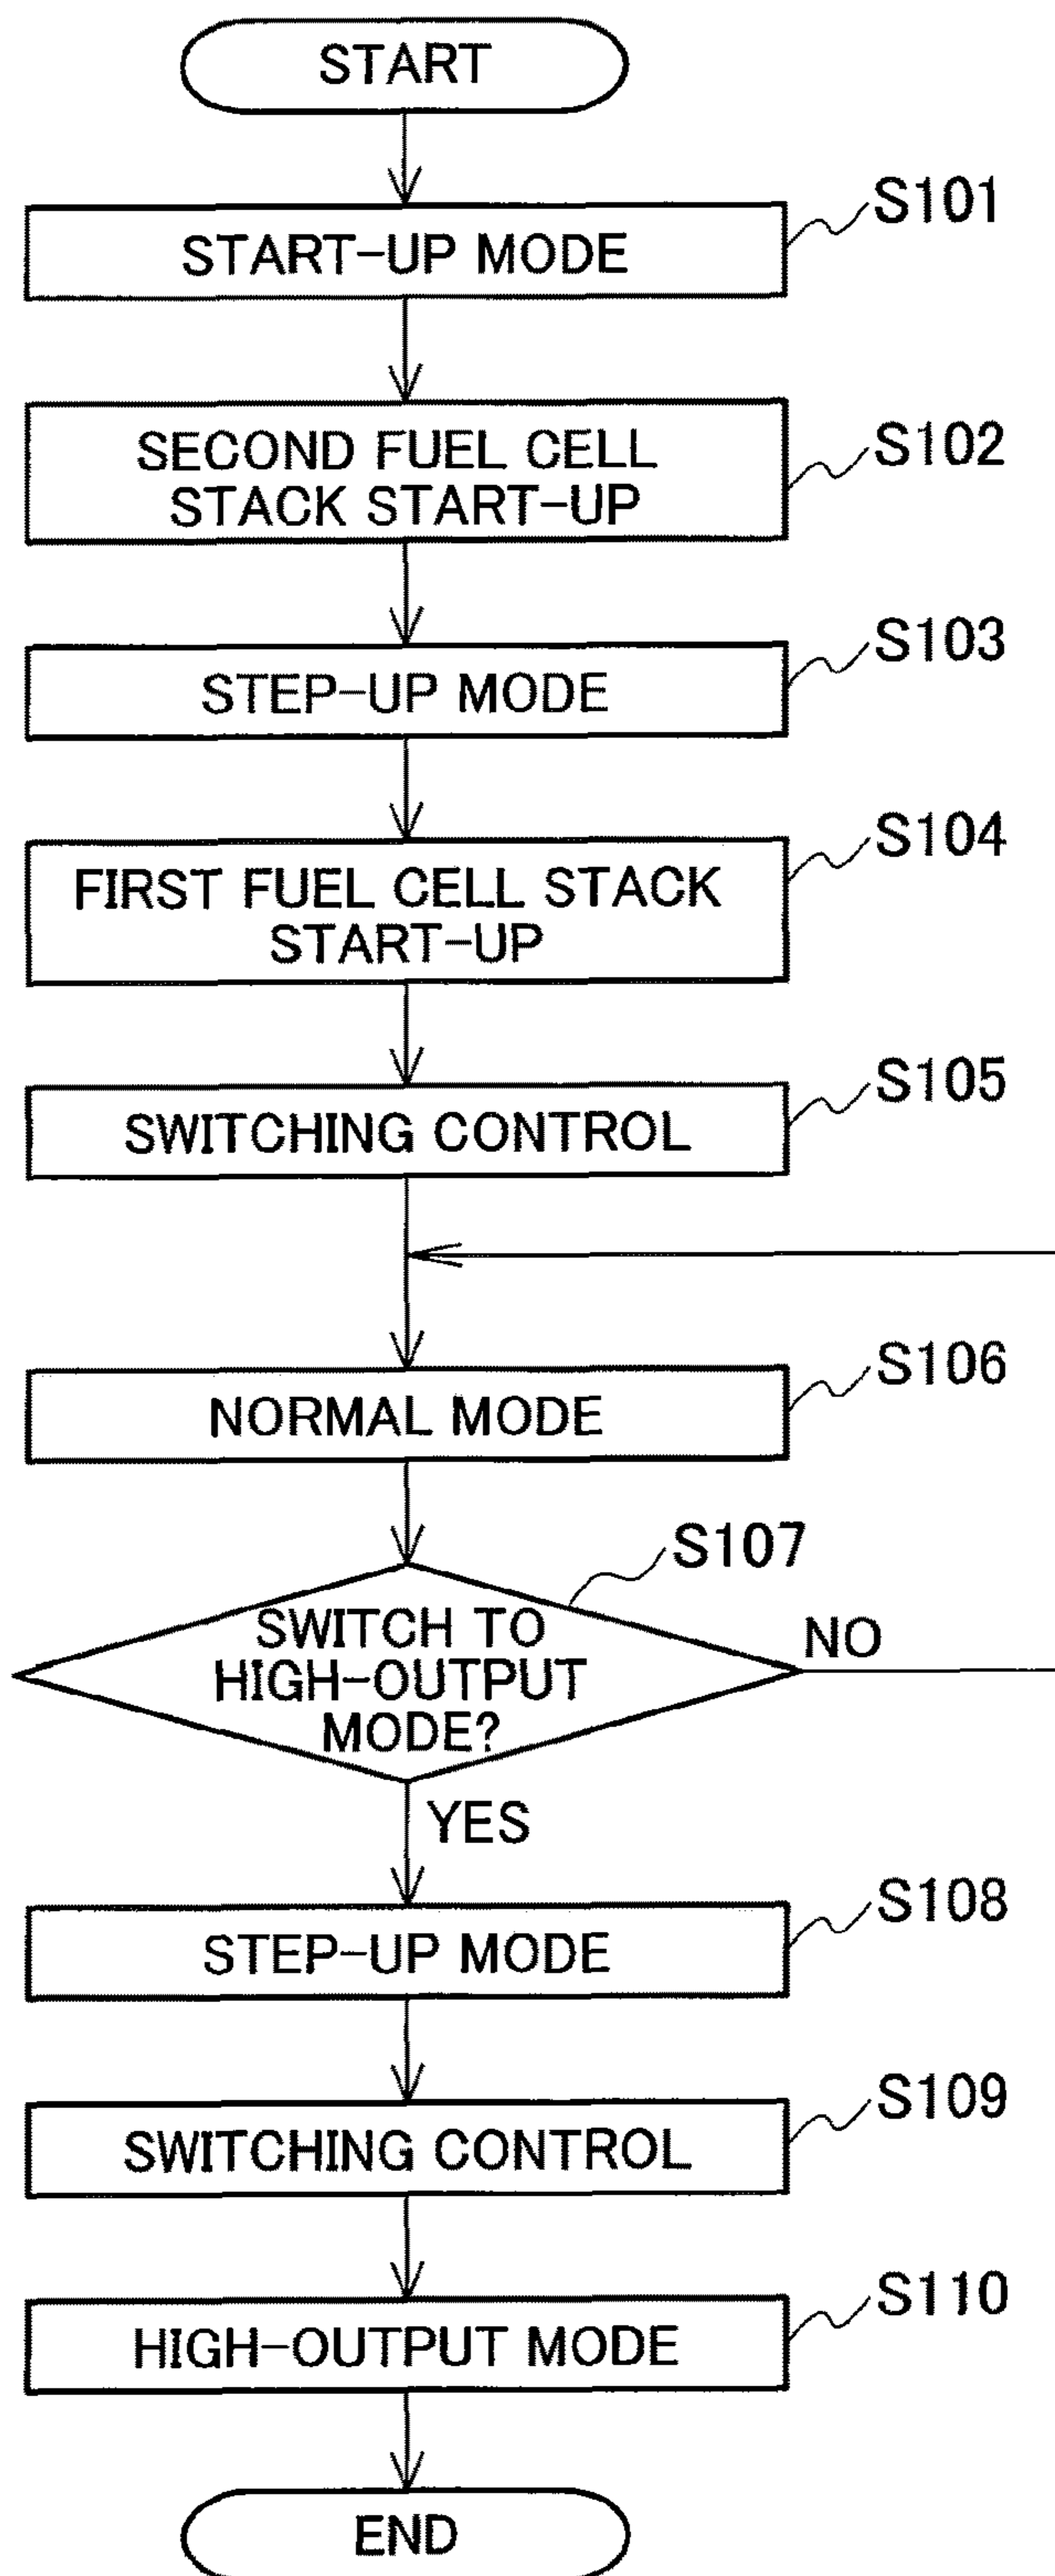 START
S101
START-UP MODE
S102
SECOND FUEL CELL
STACK START-UP
S103
STEP-UP MODE
S104
FIRST FUEL CELL STACK
START-UP
S105
SWITCHING CONTROL
S106
NORMAL MODE
S107
SWITCH TO
HIGH-OUTPUT
MODE?
NO
YES
S108
STEP-UP MODE
S109
SWITCHING CONTROL
S110
HIGH-OUTPUT MODE
END